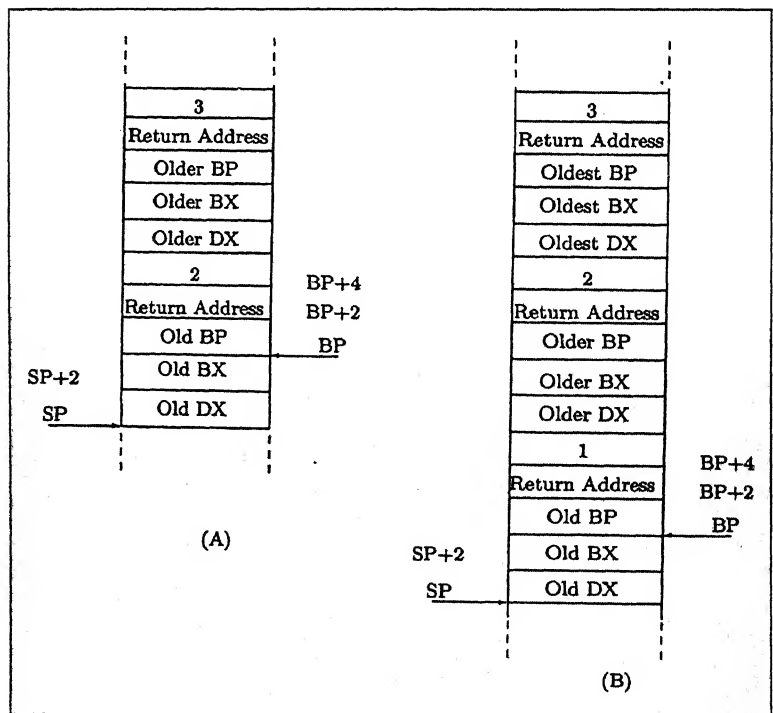 3
Return Address
Older BP
Older BX
Older DX
2
BP+4
Return Address
BP+2
Old BP
BP
Old BX
SP+2
Old DX
SP
(A)
3
Return Address
Oldest BP
Oldest BX
Oldest DX
2
Return Address
Older BP
Older BX
Older DX
1
BP+4
Return Address
BP+2
Old BP
BP
Old BX
SP+2
Old DX
SP
(B)